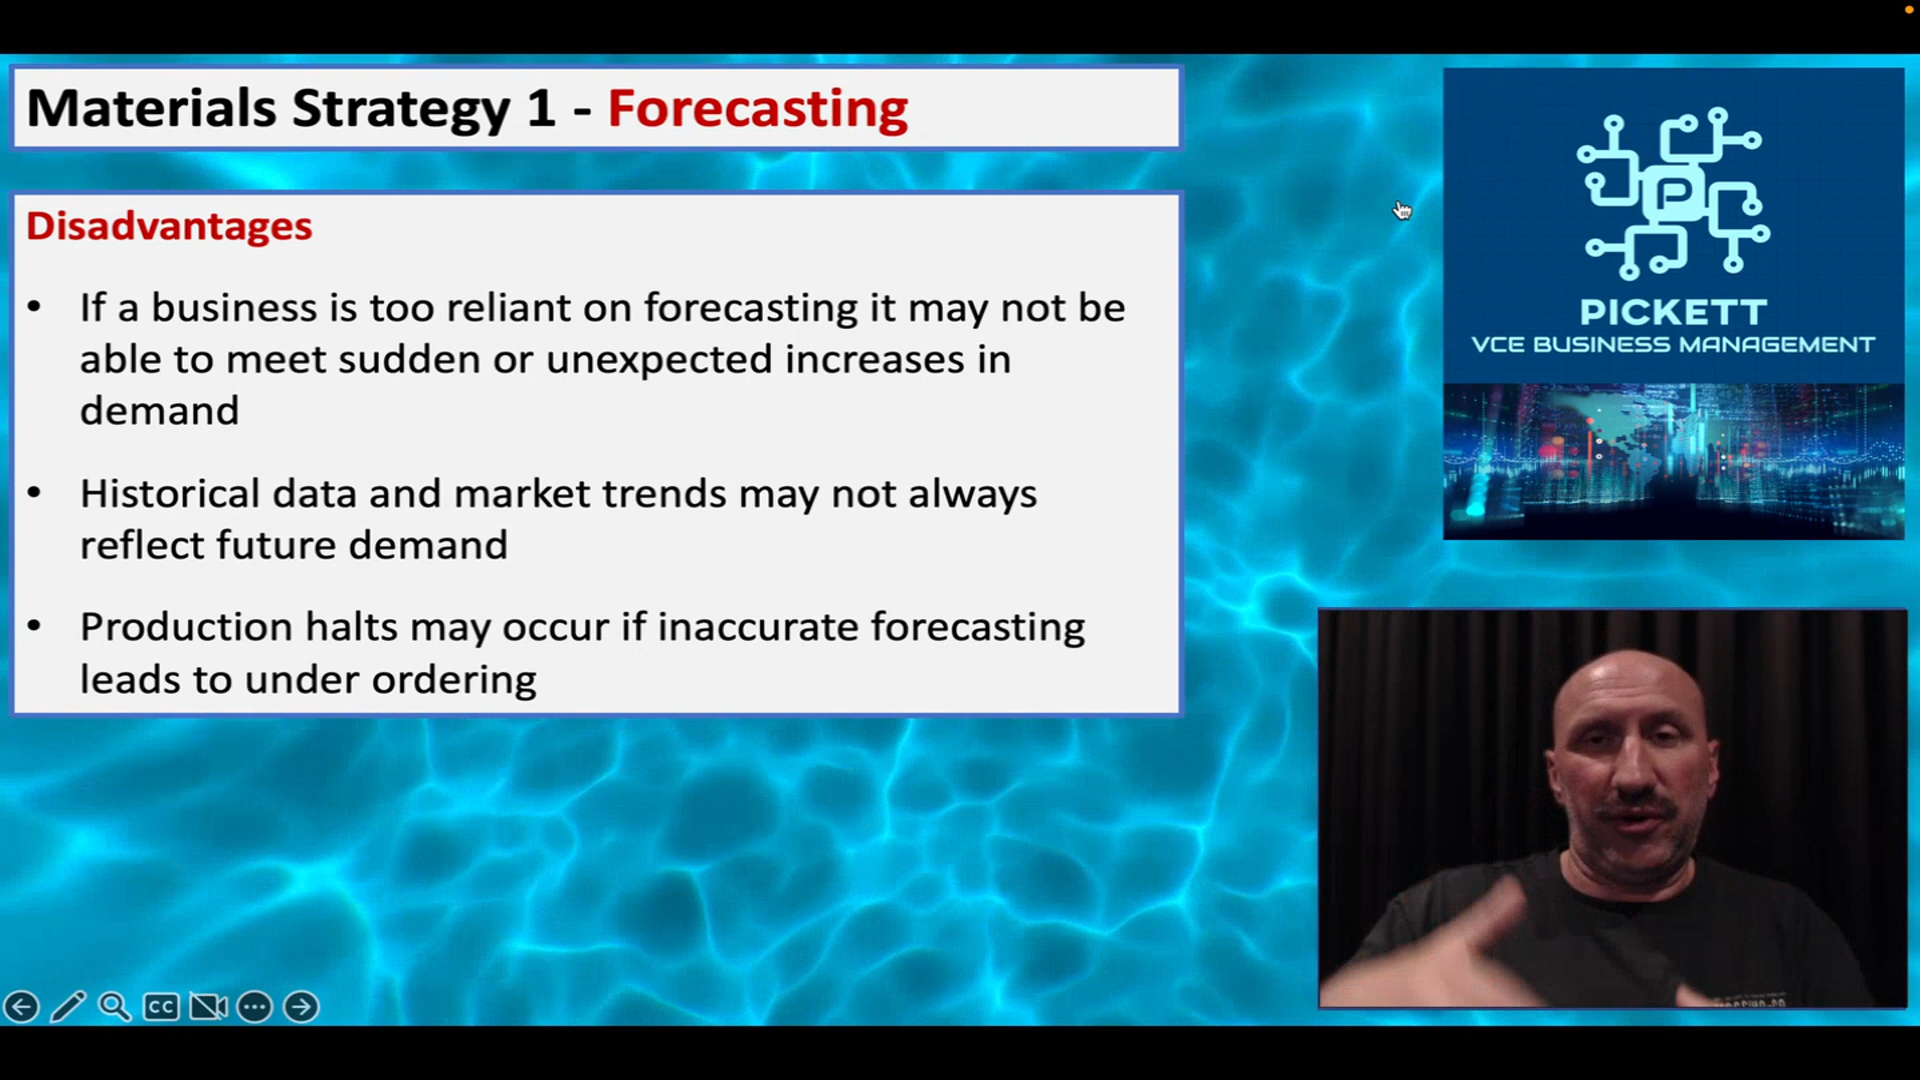 Materials Strategy 1 - Forecasting
Disadvantages
• If a business is too reliant on forecasting it may not be
able to meet sudden or unexpected increases in
demand
• Historical data and market trends may not always
reflect future demand
• Production halts may occur if inaccurate forecasting
leads to under ordering
P
PICKETT
VCE BUSINESS MANAGEMENT
CC